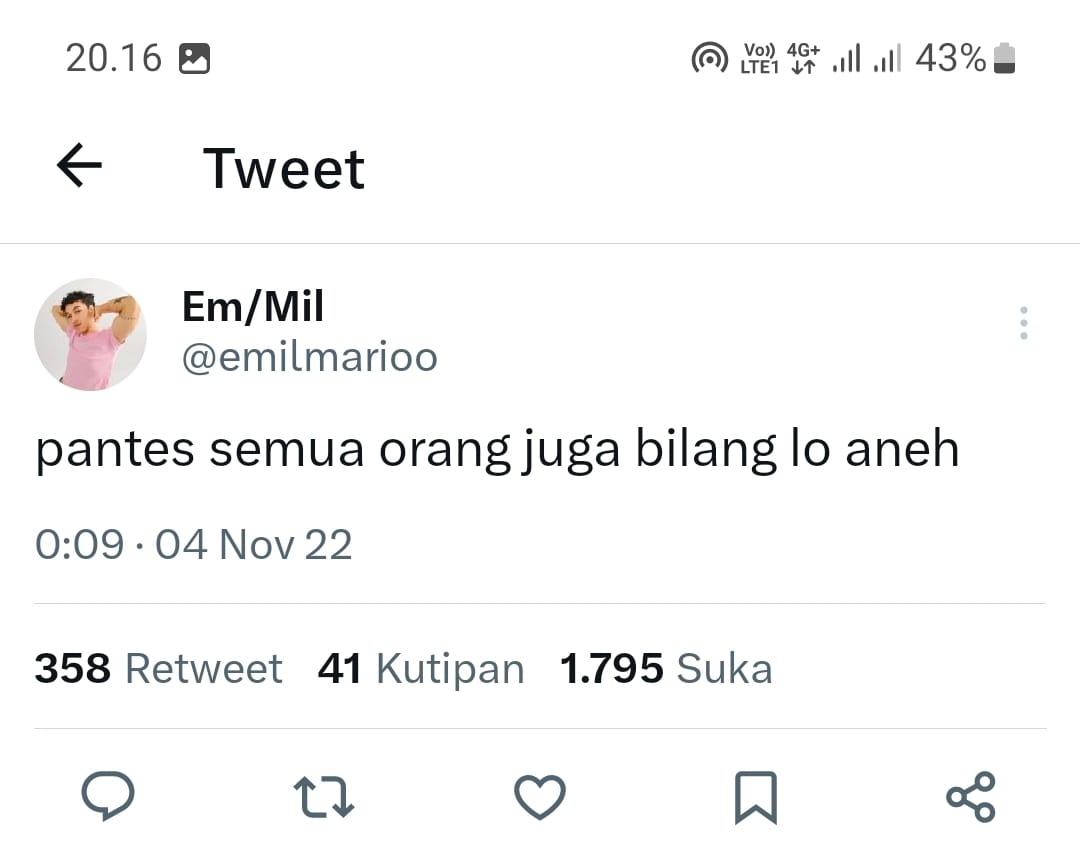 20.16 Vo)) LTE1 4G+ 43%
Tweet
Em/Mil
@emilmarioo
pantes semua orang juga bilang lo aneh
0:09 · 04 Nov 22
358 Retweet 41 Kutipan 1.795 Suka